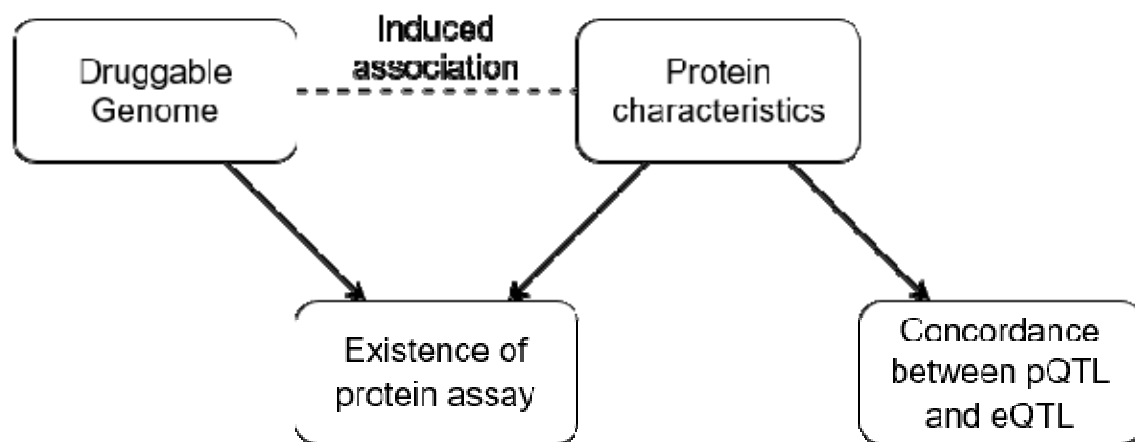 Druggable
Genome
Induced
association
Protein
characteristics
Existence of
protein assay
Concordance
between pQTL
and eQTL